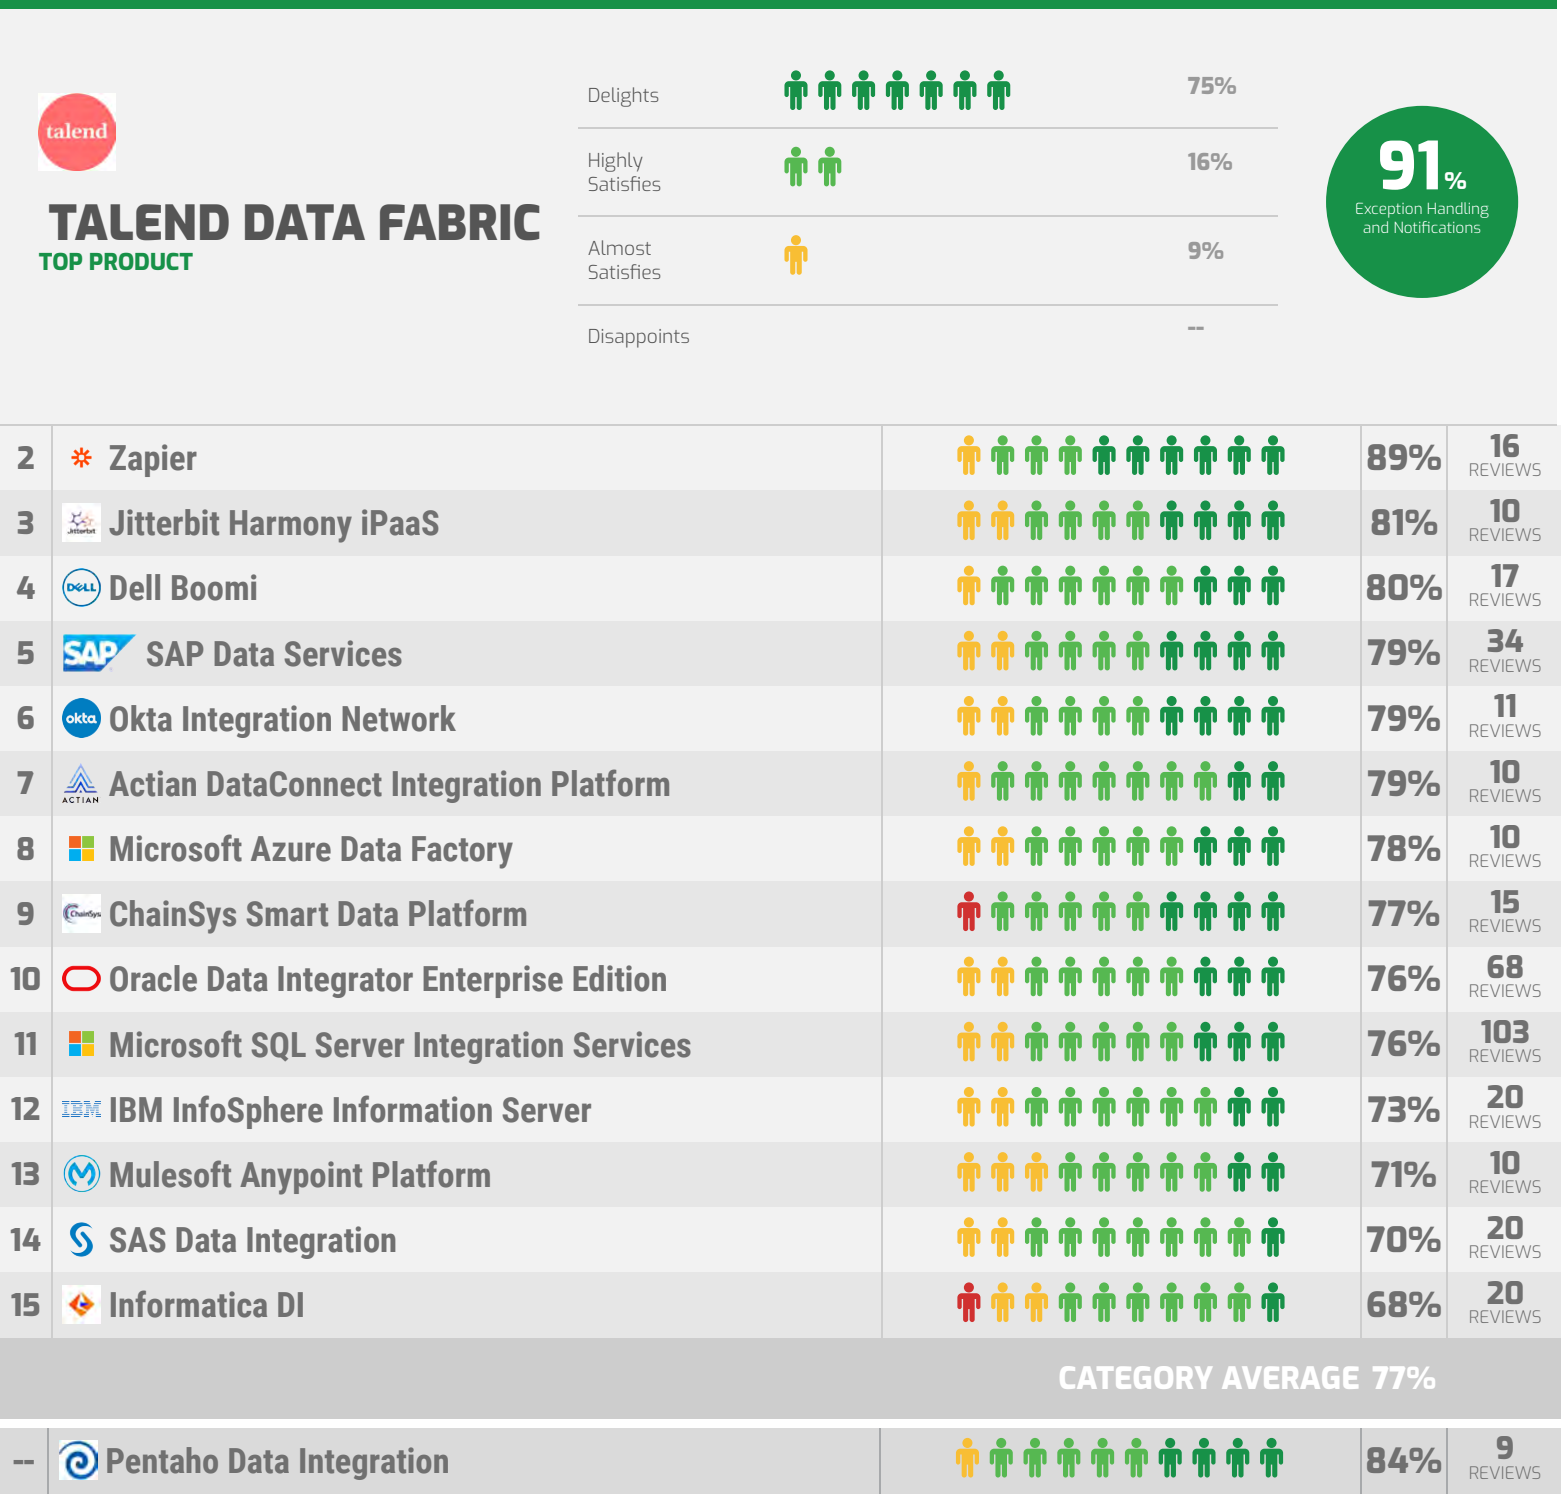 talend
TALEND DATA FABRIC
TOP PRODUCT
Delights 75%
Highly
Satisfies 16%
Almost
Satisfies 9%
Disappoints --
91%
Exception Handling
and Notifications
2 Zapier 89% 16 REVIEWS
3 Jitterbit Jitterbit Harmony iPaaS 81% 10 REVIEWS
4 DELL Dell Boomi 80% 17 REVIEWS
5 SAP SAP Data Services 79% 34 REVIEWS
6 okta Okta Integration Network 79% 11 REVIEWS
7 ACTIAN Actian DataConnect Integration Platform 79% 10 REVIEWS
8 Microsoft Azure Data Factory 78% 10 REVIEWS
9 ChainSys ChainSys Smart Data Platform 77% 15 REVIEWS
10 Oracle Data Integrator Enterprise Edition 76% 68 REVIEWS
11 Microsoft SQL Server Integration Services 76% 103 REVIEWS
12 IBM IBM InfoSphere Information Server 73% 20 REVIEWS
13 Mulesoft Anypoint Platform 71% 10 REVIEWS
14 SAS Data Integration 70% 20 REVIEWS
15 Informatica DI 68% 20 REVIEWS
CATEGORY AVERAGE 77%
-- Pentaho Data Integration 84% 9 REVIEWS